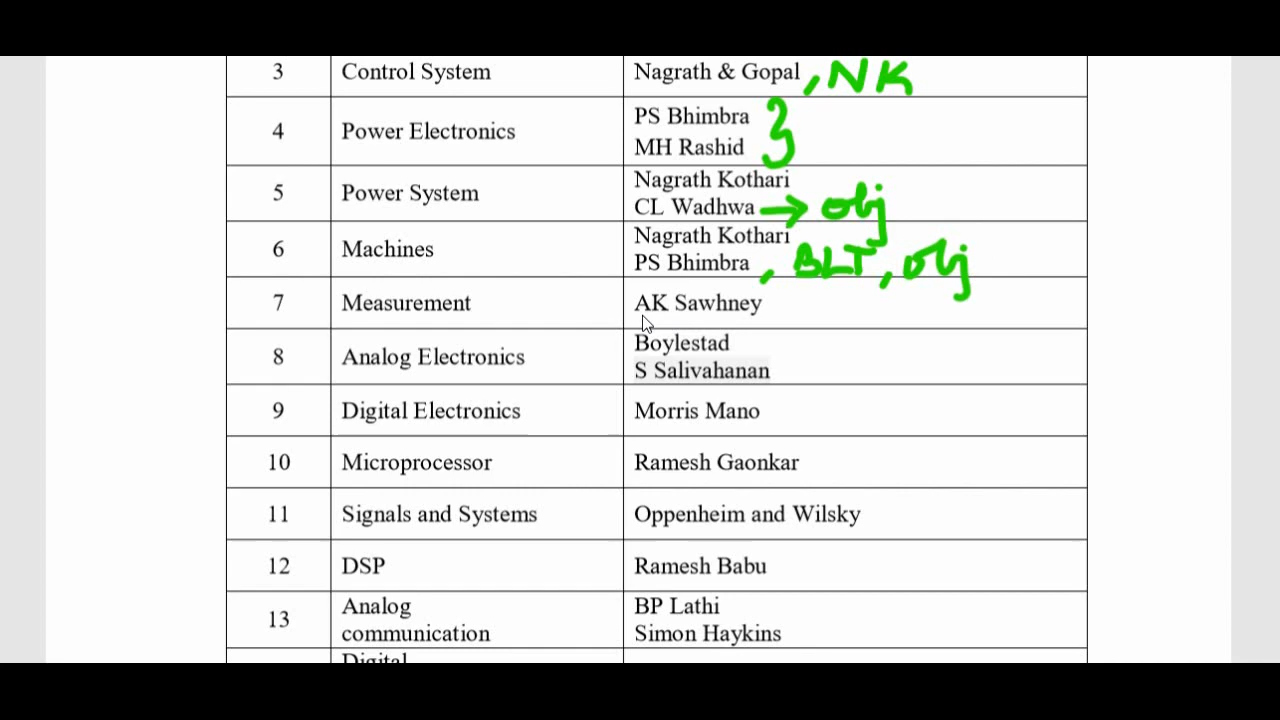 3 Control System Nagrath & Gopal , NK
4 Power Electronics PS Bhimbra
MH Rashid
5 Power System Nagrath Kothari
CL Wadhwa → obj
6 Machines Nagrath Kothari
PS Bhimbra , BLT, obj
7 Measurement AK Sawhney
8 Analog Electronics Boylestad
S Salivahanan
9 Digital Electronics Morris Mano
10 Microprocessor Ramesh Gaonkar
11 Signals and Systems Oppenheim and Wilsky
12 DSP Ramesh Babu
13 Analog communication BP Lathi
Simon Haykins
Digital